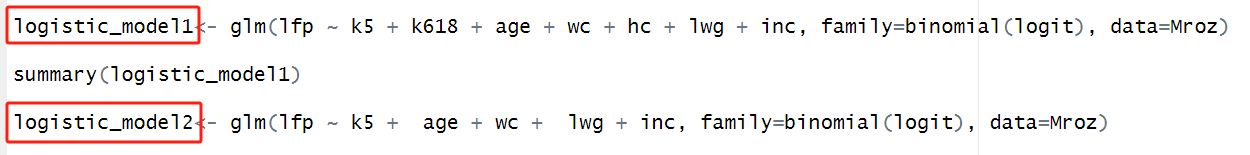 logistic_model1<- glm(lfp ~ k5 + k618 + age + wc + hc + lwg + inc, family=binomial(logit), data=Mroz)
summary(logistic_model1)
logistic_model2<- glm(lfp ~ k5 +  age + wc +  lwg + inc, family=binomial(logit), data=Mroz)